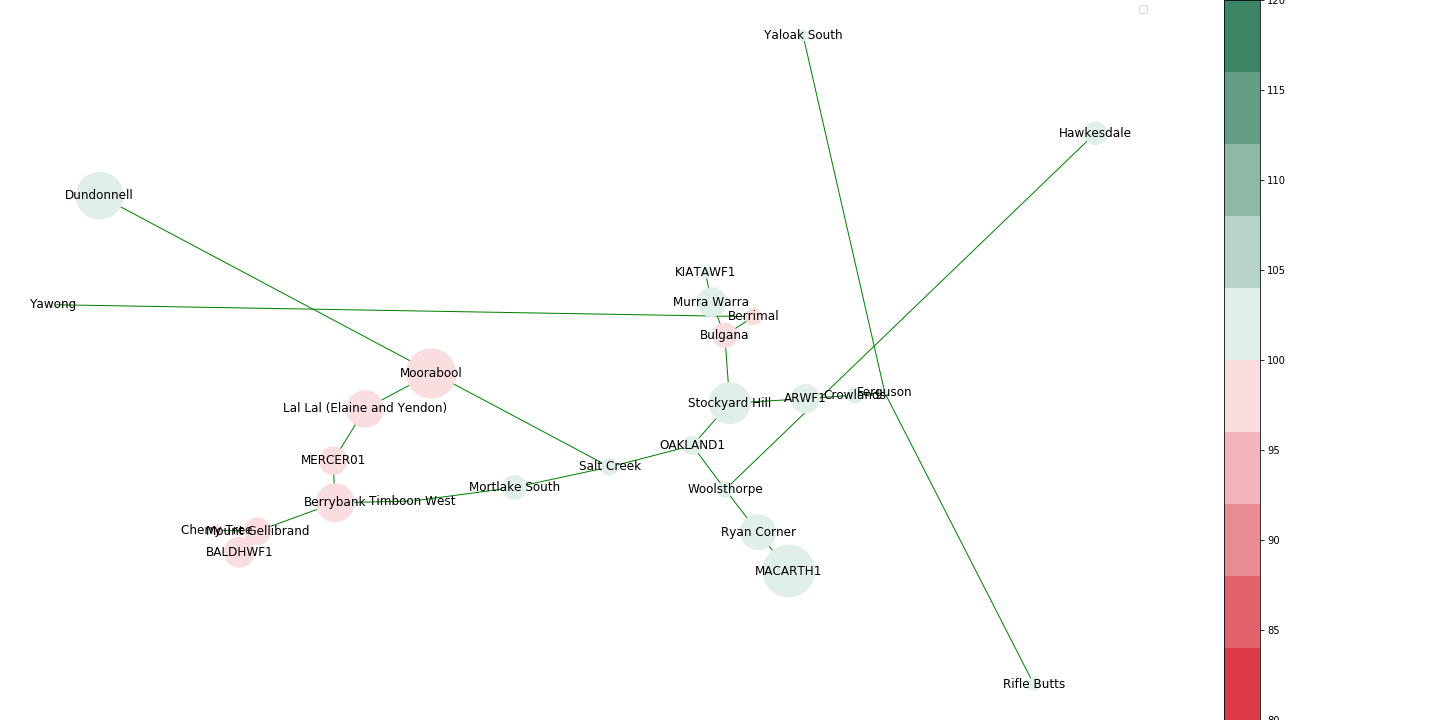 120
Yaloak South
115
Hawkesdale
110
Dundonnell
105
KIATAWF1
Murra Warra
Yawong
Berrimal
Bulgana
100
Moorabool
Ferguson
Crowlands
ARWF1
Stockyard Hill
Lal Lal (Elaine and Yendon)
OAKLAND1
95
MERCER01
Salt Creek
Mortlake South
Woolsthorpe
Timboon West
Berrybank
Cherry Tree
Mount Gellibrand
Ryan Corner
90
BALDHWF1
MACARTH1
85
Rifle Butts
80